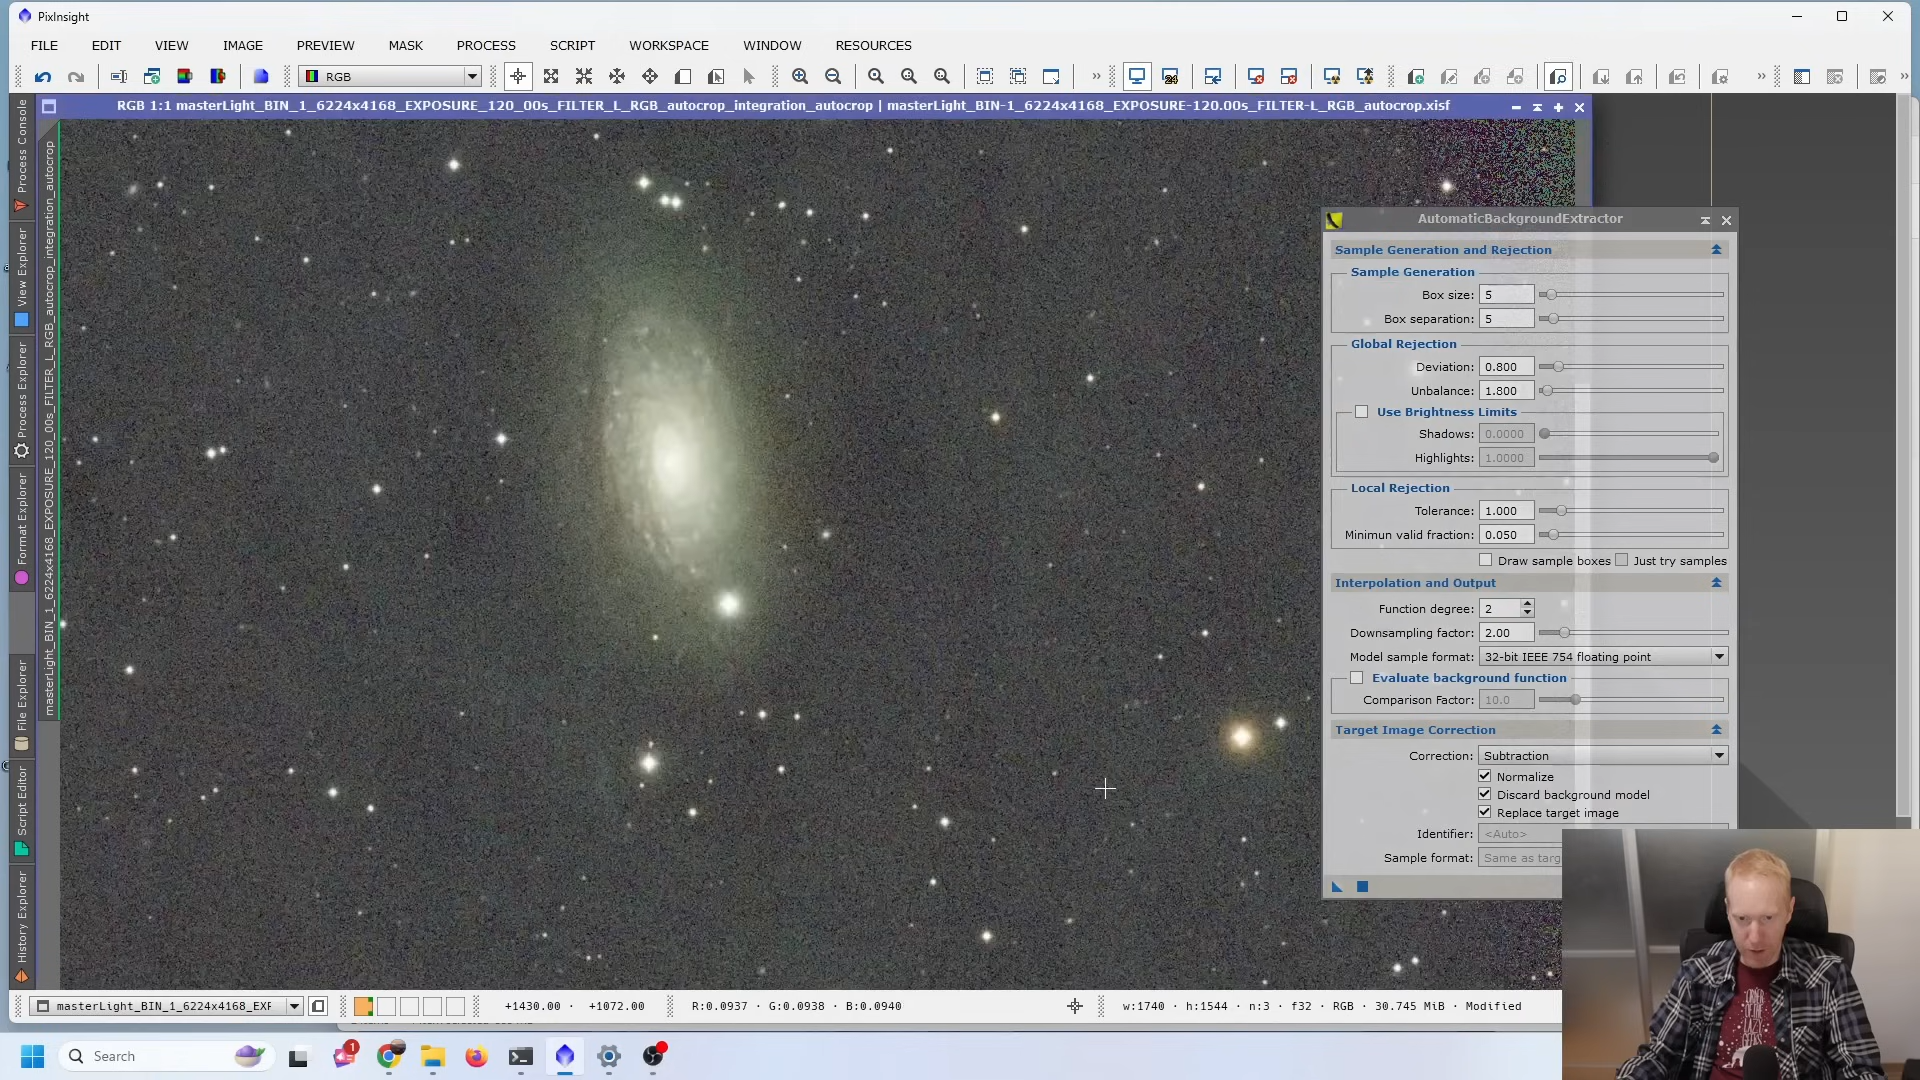 PixInsight
FILE EDIT VIEW IMAGE PREVIEW MASK PROCESS SCRIPT WORKSPACE WINDOW RESOURCES
RGB
24
RGB 1:1 masterLight_BIN_1_6224x4168_EXPOSURE_120_00s_FILTER_L_RGB_autocrop_integration_autocrop | masterLight_BIN-1_6224x4168_EXPOSURE-120.00s_FILTER-L_RGB_autocrop.xisf
Process Console
View Explorer
Process Explorer
Format Explorer
File Explorer
Script Editor
History Explorer
masterLight_BIN_1_6224x4168_EXPOSURE_120_00s_FILTER_L_RGB_autocrop_integration_autocrop
AutomaticBackgroundExtractor
Sample Generation and Rejection
Sample Generation
Box size: 5
Box separation: 5
Global Rejection
Deviation: 0.800
Unbalance: 1.800
Use Brightness Limits
Shadows: 0.0000
Highlights: 1.0000
Local Rejection
Tolerance: 1.000
Minimun valid fraction: 0.050
Draw sample boxes Just try samples
Interpolation and Output
Function degree: 2
Downsampling factor: 2.00
Model sample format: 32-bit IEEE 754 floating point
Evaluate background function
Comparison Factor: 10.0
Target Image Correction
Correction: Subtraction
Normalize
Discard background model
Replace target image
Identifier: <Auto>
Sample format: Same as targ
masterLight_BIN_1_6224x4168_EXF
+1430.00 · +1072.00
R:0.0937 · G:0.0938 · B:0.0940
w:1740 · h:1544 · n:3 · f32 · RGB · 30.745 MiB · Modified
Search
1